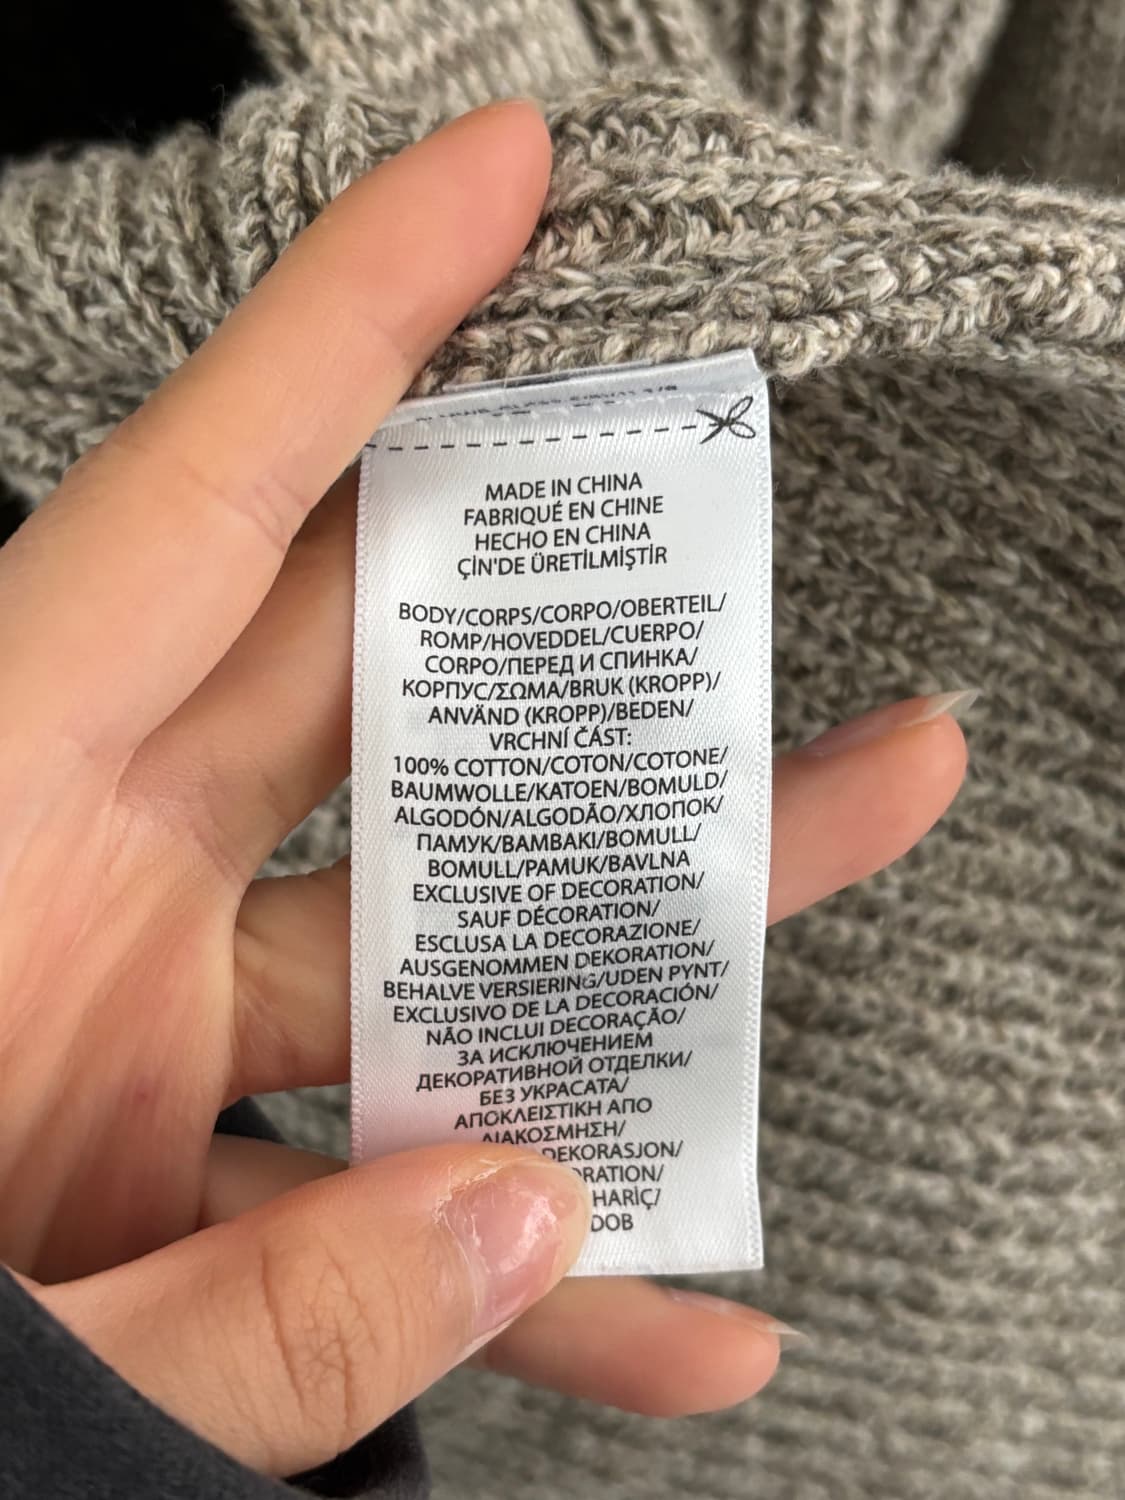 MADE IN CHINA
FABRIQUÉ EN CHINE
HECHO EN CHINA
ÇİN'DE ÜRETİLMİŞTİR
BODY/CORPS/CORPO/OBERTEIL/
ROMP/HOVEDDEL/CUERPO/
CORPO/ПЕРЕД И СПИНКА/
КОРПУС/ΣΩΜΑ/BRUK (KROPP)/
ANVÄND (KROPP)/BEDEN/
VRCHNÍ ČÁST:
100% COTTON/COTON/COTONE/
BAUMWOLLE/KATOEN/BOMULD/
ALGODÓN/ALGODÃO/ХЛОПОК/
ПАМУК/ΒΑΜΒΑΚΙ/BOMULL/
BOMULL/PAMUK/BAVLNA
EXCLUSIVE OF DECORATION/
SAUF DÉCORATION/
ESCLUSA LA DECORAZIONE/
AUSGENOMMEN DEKORATION/
BEHALVE VERSIERING/UDEN PYNT/
EXCLUSIVO DE LA DECORACIÓN/
NÃO INCLUI DECORAÇÃO/
ЗА ИСКЛЮЧЕНИЕМ
ДЕКОРАТИВНОЙ ОТДЕЛКИ/
БЕЗ УКРАСАТА/
ΑΠΟΚΛΕΙΣΤΙΚΗ ΑΠΟ
ΔΙΑΚΟΣΜΗΣΗ/
DEKORASJON/
RATION/
HARİÇ/
DOB